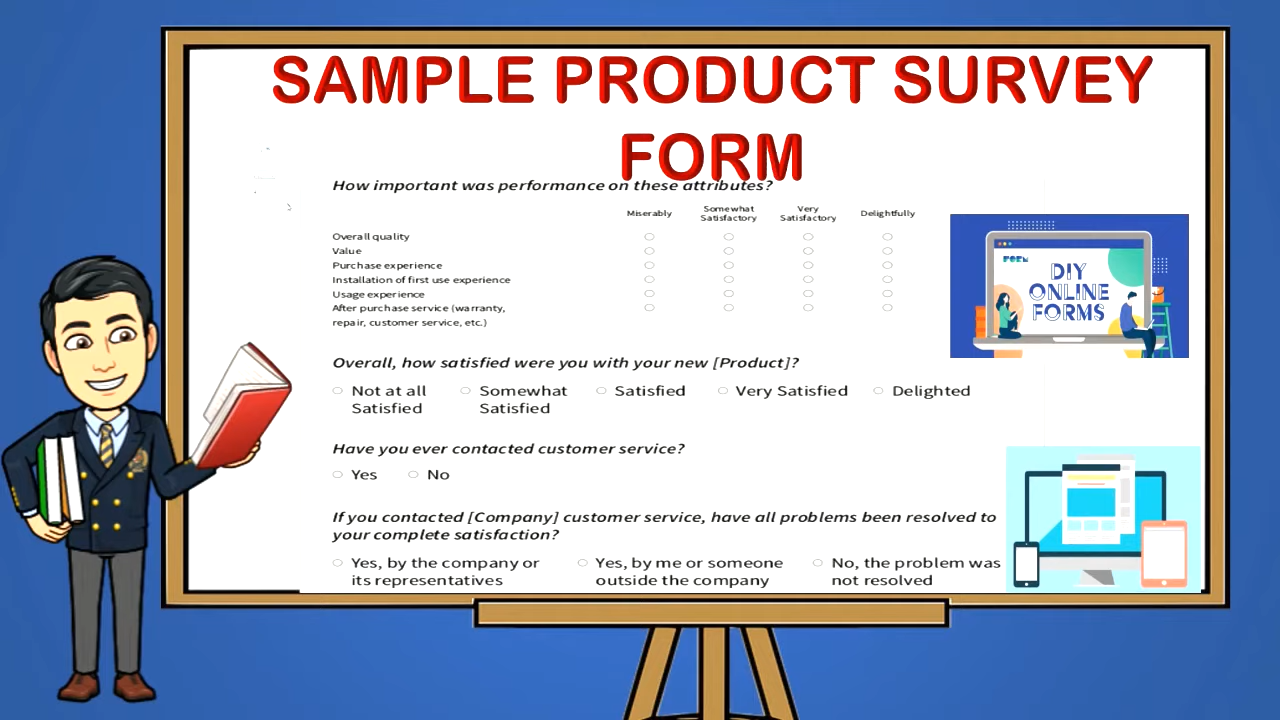 SAMPLE PRODUCT SURVEY
FORM
How important was performance on these attributes?
Miserably
Somewhat
Satisfactory
Very
Satisfactory
Delightfully
Overall quality
Value
Purchase experience
Installation of first use experience
Usage experience
After purchase service (warranty,
repair, customer service, etc.)
FORM
DIY
ONLINE
FORMS
Overall, how satisfied were you with your new [Product]?
Not at all
Satisfied
Somewhat
Satisfied
Satisfied
Very Satisfied
Delighted
Have you ever contacted customer service?
Yes No
If you contacted [Company] customer service, have all problems been resolved to
your complete satisfaction?
Yes, by the company or
its representatives
Yes, by me or someone
outside the company
No, the problem was
not resolved